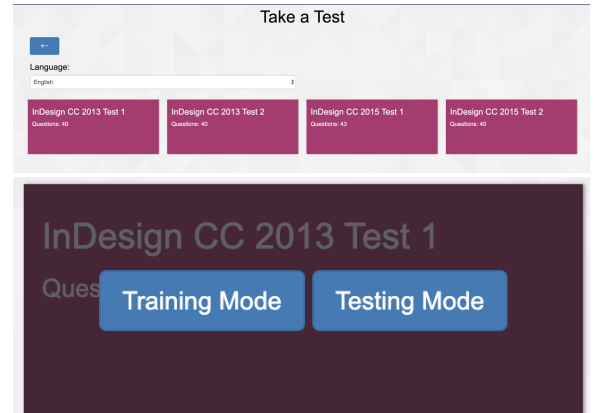 Take a Test
←
Language:
English
InDesign CC 2013 Test 1
Questions: 40
InDesign CC 2013 Test 2
Questions: 40
InDesign CC 2015 Test 1
Questions: 43
InDesign CC 2015 Test 2
Questions: 40
InDesign CC 2013 Test 1
Ques
Training Mode
Testing Mode